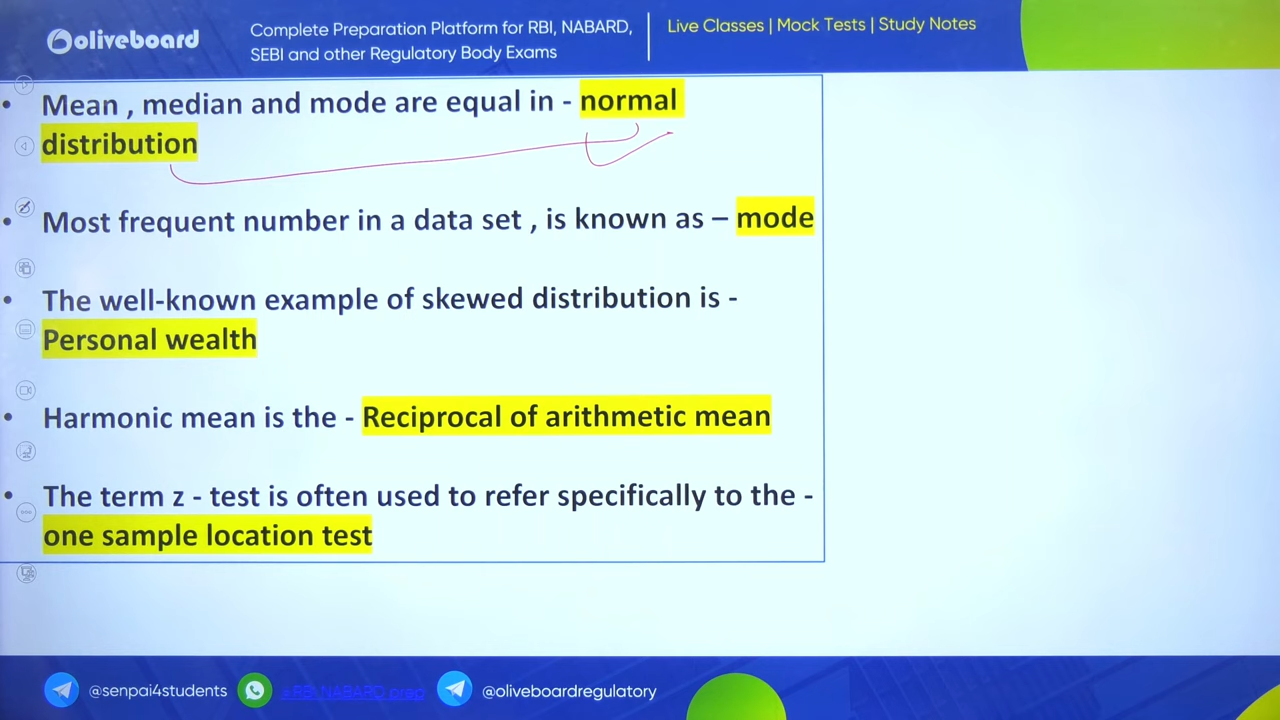 oliveboard
Complete Preparation Platform for RBI, NABARD,
SEBI and other Regulatory Body Exams
Live Classes | Mock Tests | Study Notes
• Mean , median and mode are equal in - normal
distribution
• Most frequent number in a data set , is known as – mode
• The well-known example of skewed distribution is -
Personal wealth
• Harmonic mean is the - Reciprocal of arithmetic mean
• The term z - test is often used to refer specifically to the -
one sample location test
@senpai4students
+RBI NABARD prep
@oliveboardregulatory